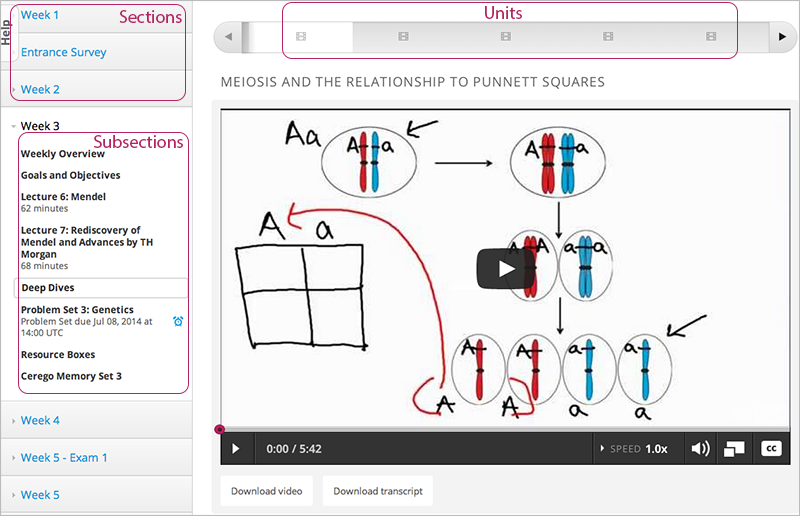 Help
Week 1
Sections
Entrance Survey
Week 2
Week 3
Subsections
Weekly Overview
Goals and Objectives
Lecture 6: Mendel
62 minutes
Lecture 7: Rediscovery of
Mendel and Advances by TH
Morgan
68 minutes
Deep Dives
Problem Set 3: Genetics
Problem Set due Jul 08, 2014 at
14:00 UTC
Resource Boxes
Cerego Memory Set 3
Week 4
Week 5 - Exam 1
Week 5
Units
MEIOSIS AND THE RELATIONSHIP TO PUNNETT SQUARES
Aa
A a
A a
A a
A A a a
A A a a
A A a a
0:00 / 5:42
SPEED 1.0x
CC
Download video
Download transcript